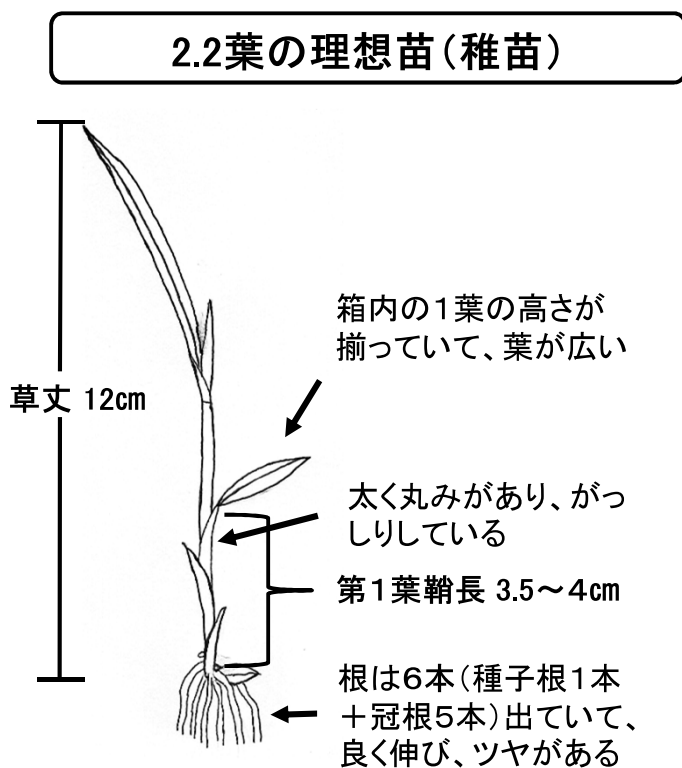 2.2葉の理想苗（稚苗）
箱内の１葉の高さが
揃っていて、葉が広い
草丈 12cm
太く丸みがあり、がっ
しりしている
第１葉鞘長 3.5～４cm
根は６本（種子根１本
＋冠根５本）出ていて、
良く伸び、ツヤがある